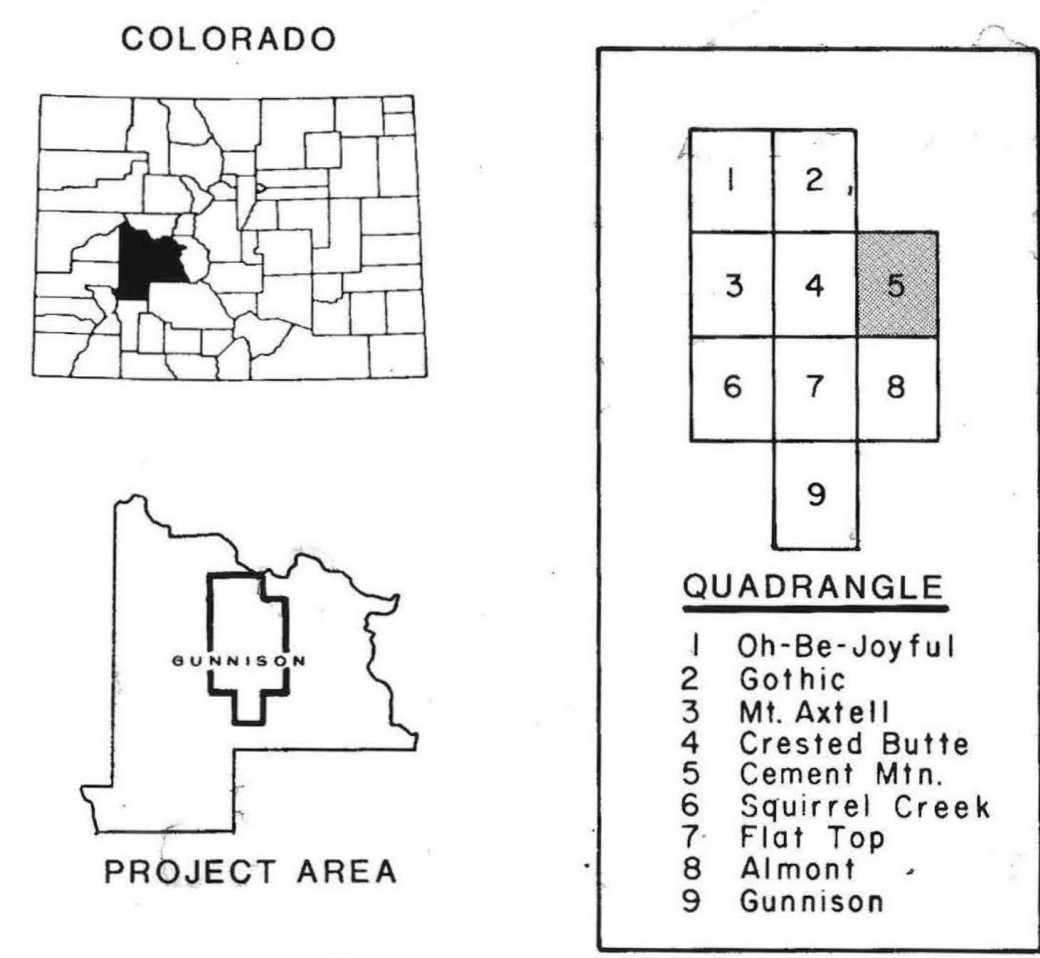 COLORADO
GUNNISON
PROJECT AREA
1 2
3 4 5
6 7 8
9
QUADRANGLE
1 Oh-Be-Joyful
2 Gothic
3 Mt. Axtell
4 Crested Butte
5 Cement Mtn.
6 Squirrel Creek
7 Flat Top
8 Almont
9 Gunnison